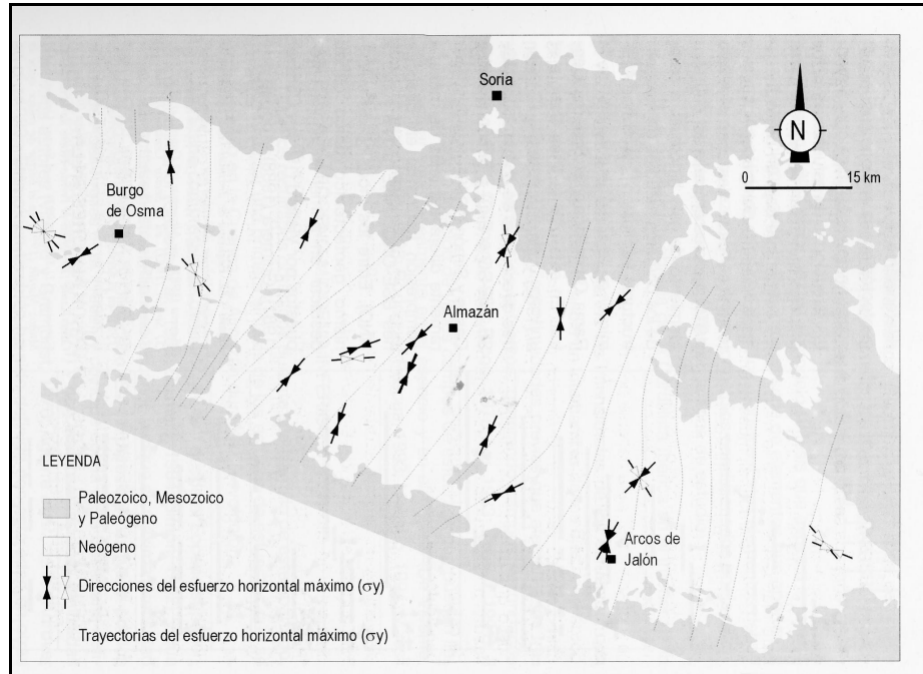 Soria
N
0 15 km
Burgo
de Osma
Almazán
LEYENDA
Paleozoico, Mesozoico
y Paleógeno
Neógeno
Direcciones del esfuerzo horizontal máximo (σy)
Trayectorias del esfuerzo horizontal máximo (σy)
Arcos de
Jalón